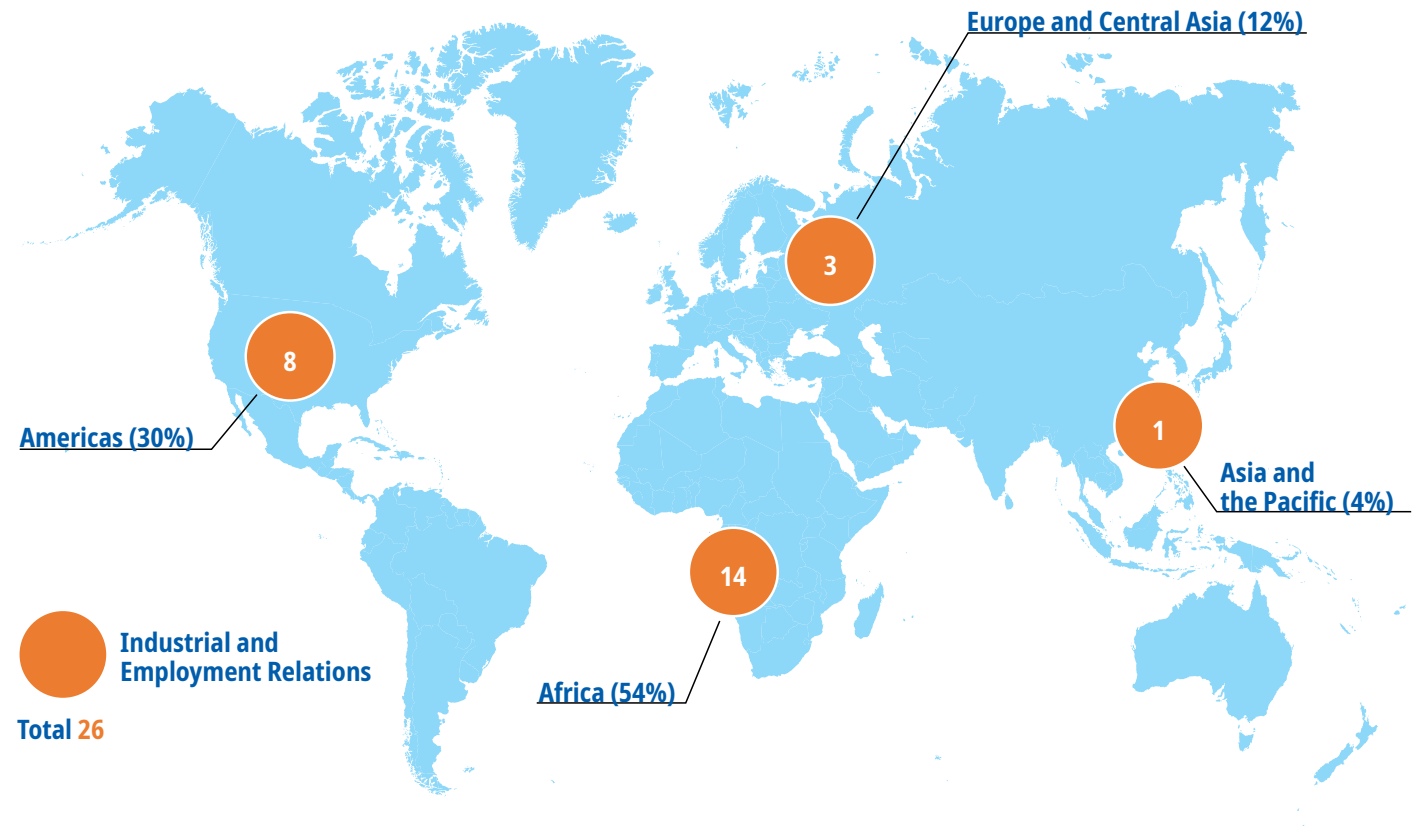 Europe and Central Asia (12%)
3
8
Americas (30%)
1
Asia and
the Pacific (4%)
14
Industrial and
Employment Relations
Africa (54%)
Total 26